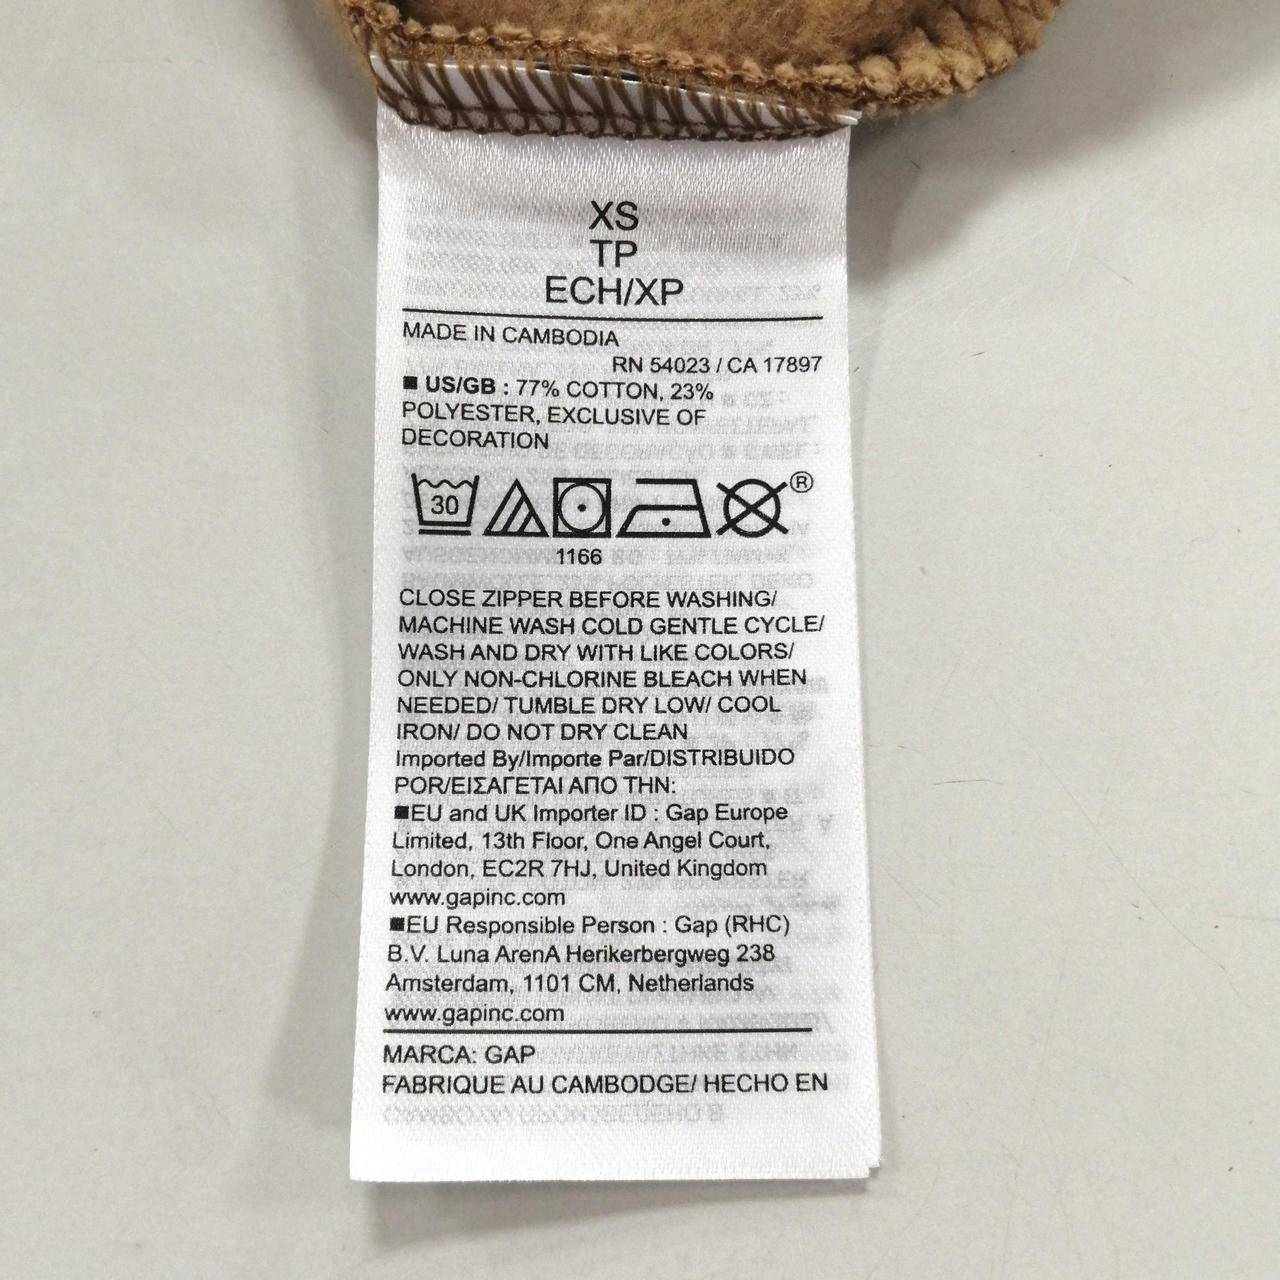 XS
TP
ECH/XP
MADE IN CAMBODIA
RN 54023 / CA 17897
■ US/GB : 77% COTTON, 23%
POLYESTER, EXCLUSIVE OF
DECORATION
30
®
1166
CLOSE ZIPPER BEFORE WASHING/
MACHINE WASH COLD GENTLE CYCLE/
WASH AND DRY WITH LIKE COLORS/
ONLY NON-CHLORINE BLEACH WHEN
NEEDED/ TUMBLE DRY LOW/ COOL
IRON/ DO NOT DRY CLEAN
Imported By/Importe Par/DISTRIBUIDO
POR/ΕΙΣΑΓΕΤΑΙ ΑΠΟ ΤΗΝ:
■EU and UK Importer ID : Gap Europe
Limited, 13th Floor, One Angel Court,
London, EC2R 7HJ, United Kingdom
www.gapinc.com
■EU Responsible Person : Gap (RHC)
B.V. Luna ArenA Herikerbergweg 238
Amsterdam, 1101 CM, Netherlands
www.gapinc.com
MARCA: GAP
FABRIQUE AU CAMBODGE/ HECHO EN